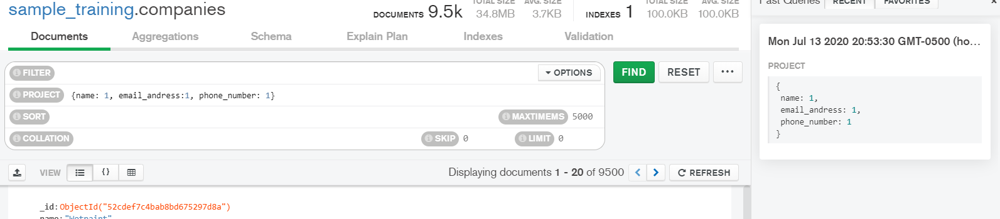 sample_training.companies
DOCUMENTS 9.5k TOTAL SIZE 34.8MB AVG. SIZE 3.7KB INDEXES 1 TOTAL SIZE 100.0KB AVG. SIZE 100.0KB
Documents Aggregations Schema Explain Plan Indexes Validation
FILTER OPTIONS FIND RESET ...
PROJECT {name: 1, email_andress:1, phone_number: 1}
SORT MAXTIMEMS 5000
COLLATION SKIP 0 LIMIT 0
VIEW {} Displaying documents 1 - 20 of 9500 < > REFRESH
_id: ObjectId("52cdef7c4bab8bd675297d8a")
name: "Wetpaint"
Past Queries RECENT FAVORITES ×
Mon Jul 13 2020 20:53:30 GMT-0500 (ho...
PROJECT
{
name: 1,
email_andress: 1,
phone_number: 1
}